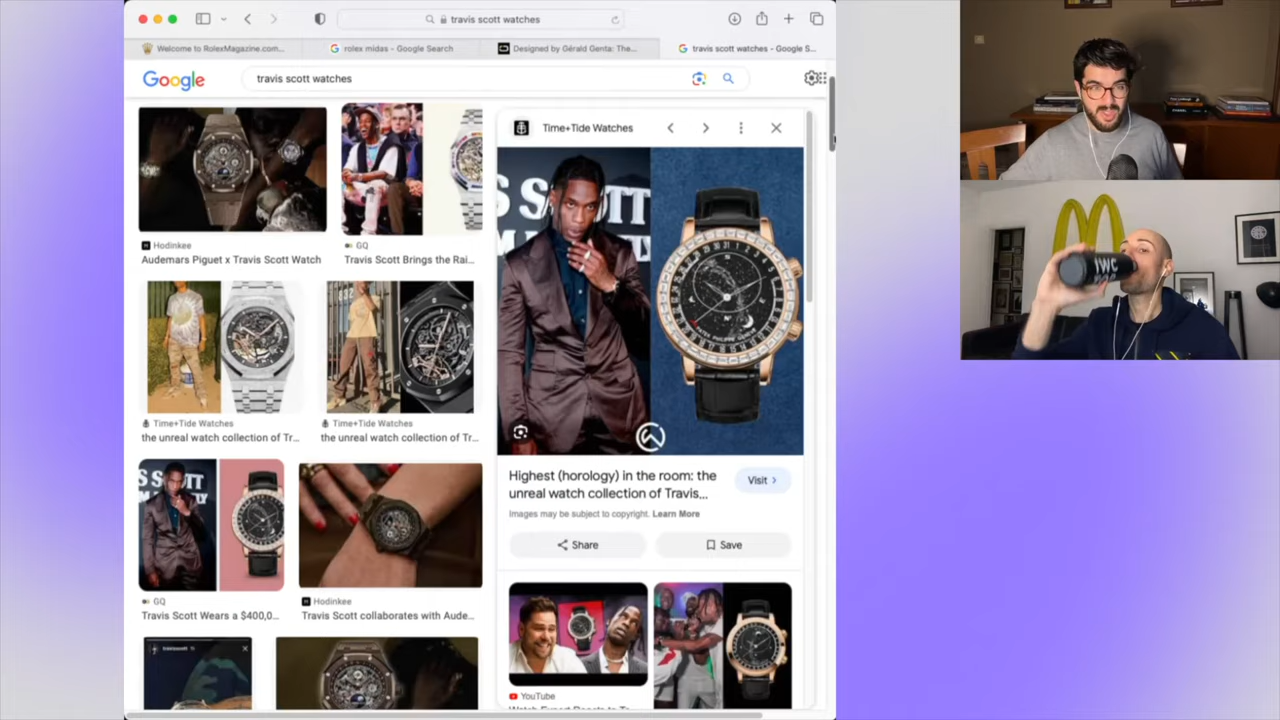 travis scott watches
Welcome to RolexMagazine.com...
rolex midas - Google Search
Designed by Gérald Genta: The...
travis scott watches - Google S...
Google
travis scott watches
Hodinkee
Audemars Piguet x Travis Scott Watch
GQ
Travis Scott Brings the Rai...
Time+Tide Watches
the unreal watch collection of Tr...
Time+Tide Watches
the unreal watch collection of Tr...
GQ
Travis Scott Wears a $400,0...
Hodinkee
Travis Scott collaborates with Aude...
Time+Tide Watches
S SCOTT
PATEK PHILIPPE GENEVE
Highest (horology) in the room: the
unreal watch collection of Travis...
Visit
Images may be subject to copyright. Learn More
Share
Save
YouTube
IWC